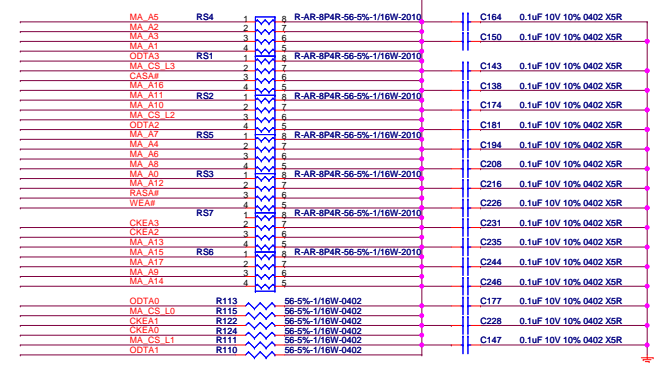 MA_A5 RS4 1 8 R-AR-8P4R-56-5%-1/16W-2010 C164 0.1uF 10V 10% 0402 X5R
MA_A2 2 7
MA_A3 3 6 C150 0.1uF 10V 10% 0402 X5R
MA_A1 4 5
ODTA3 RS1 1 8 R-AR-8P4R-56-5%-1/16W-2010
MA_CS_L3 2 7 C143 0.1uF 10V 10% 0402 X5R
CASA# 3 6
MA_A16 4 5 C138 0.1uF 10V 10% 0402 X5R
MA_A11 RS2 1 8 R-AR-8P4R-56-5%-1/16W-2010
MA_A10 2 7 C174 0.1uF 10V 10% 0402 X5R
MA_CS_L2 3 6
ODTA2 4 5 C181 0.1uF 10V 10% 0402 X5R
MA_A7 RS5 1 8 R-AR-8P4R-56-5%-1/16W-2010
MA_A4 2 7 C194 0.1uF 10V 10% 0402 X5R
MA_A6 3 6
MA_A8 4 5 C208 0.1uF 10V 10% 0402 X5R
MA_A0 RS3 1 8 R-AR-8P4R-56-5%-1/16W-2010
MA_A12 2 7 C216 0.1uF 10V 10% 0402 X5R
RASA# 3 6
WEA# 4 5 C226 0.1uF 10V 10% 0402 X5R
RS7 1 8 R-AR-8P4R-56-5%-1/16W-2010
CKEA3 2 7 C231 0.1uF 10V 10% 0402 X5R
CKEA2 3 6
MA_A13 4 5 C235 0.1uF 10V 10% 0402 X5R
MA_A15 RS6 1 8 R-AR-8P4R-56-5%-1/16W-2010
MA_A17 2 7 C244 0.1uF 10V 10% 0402 X5R
MA_A9 3 6
MA_A14 4 5 C246 0.1uF 10V 10% 0402 X5R
ODTA0 R113 56-5%-1/16W-0402 C177 0.1uF 10V 10% 0402 X5R
MA_CS_L0 R115 56-5%-1/16W-0402
CKEA1 R122 56-5%-1/16W-0402 C228 0.1uF 10V 10% 0402 X5R
CKEA0 R124 56-5%-1/16W-0402
MA_CS_L1 R111 56-5%-1/16W-0402 C147 0.1uF 10V 10% 0402 X5R
ODTA1 R110 56-5%-1/16W-0402